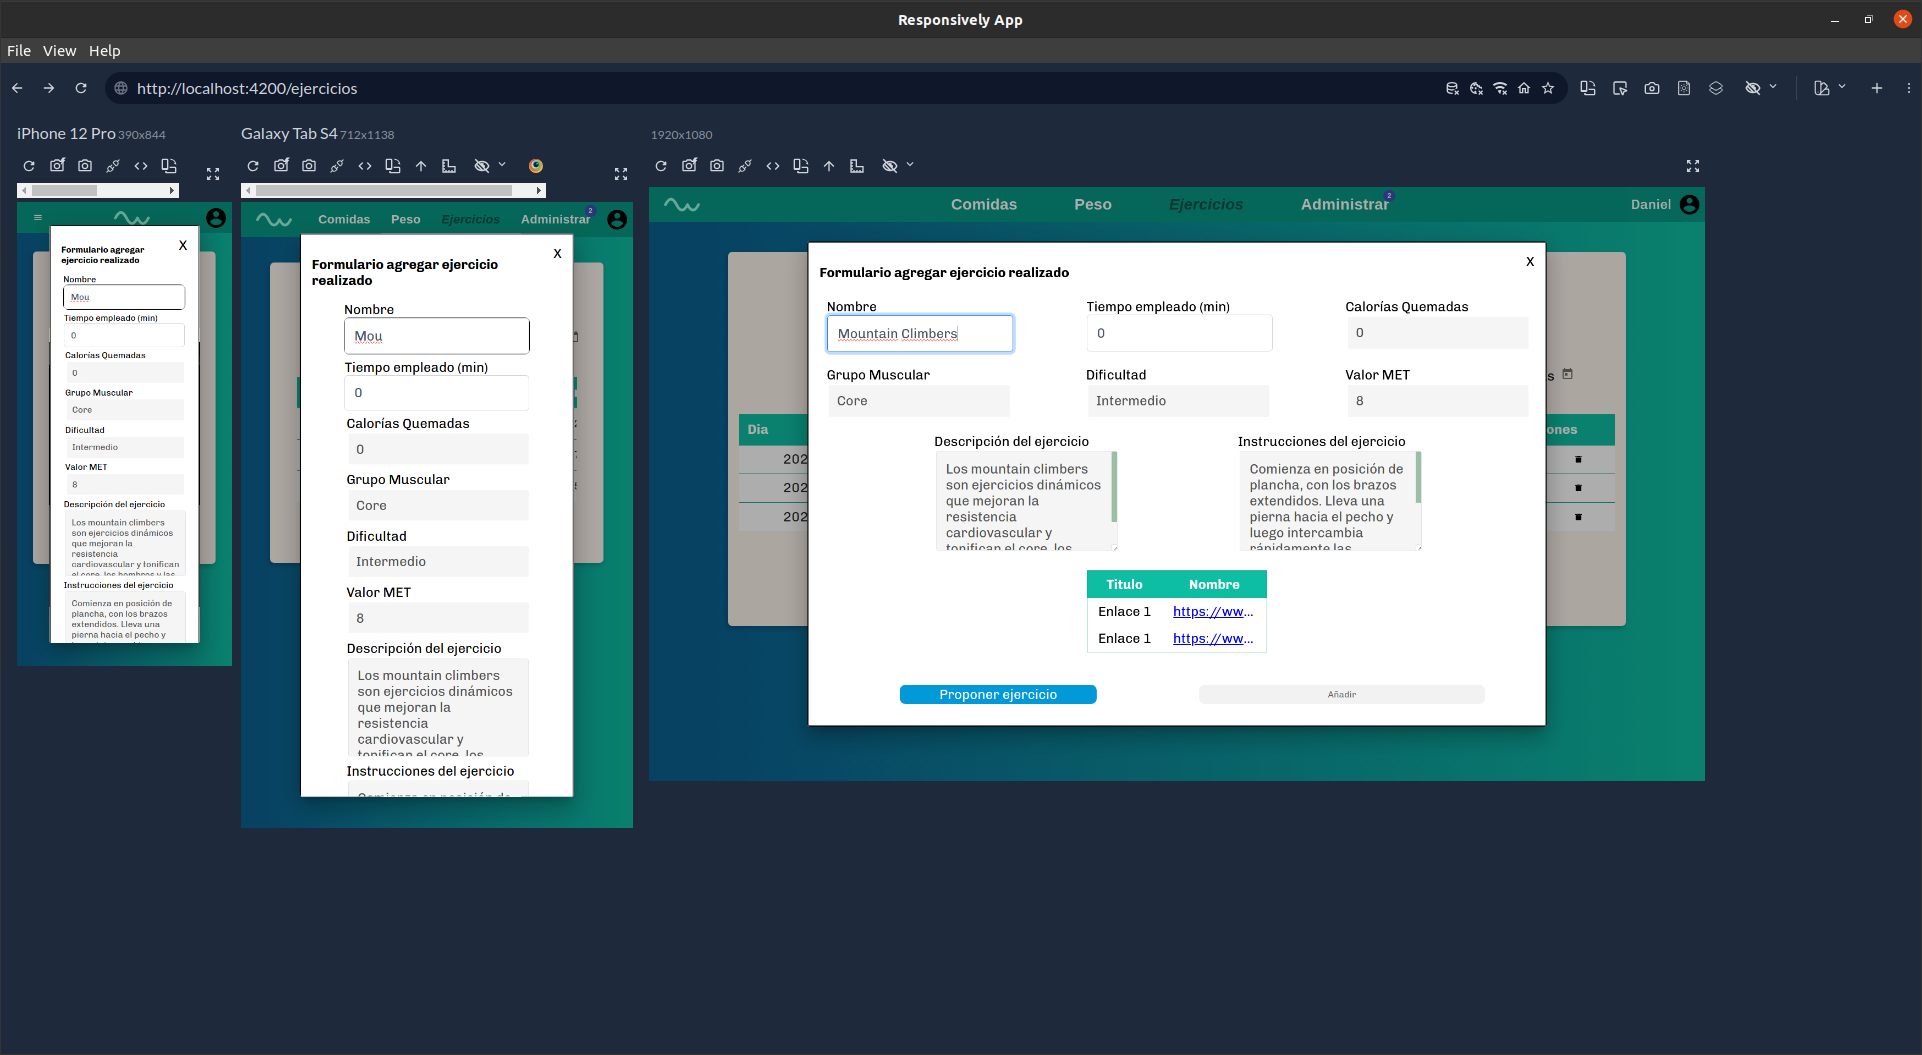 Responsively App
File View Help
http://localhost:4200/ejercicios
iPhone 12 Pro 390x844
Formulario agregar
ejercicio realizado
X
Nombre
Mou
Tiempo empleado (min)
0
Calorías Quemadas
0
Grupo Muscular
Core
Dificultad
Intermedio
Valor MET
8
Descripción del ejercicio
Los mountain climbers
son ejercicios dinámicos
que mejoran la
resistencia
cardiovascular y tonifican
el core, los hombros y las
Instrucciones del ejercicio
Comienza en posición de
plancha, con los brazos
extendidos. Lleva una
pierna hacia el pecho y
Galaxy Tab S4 712x1138
Comidas Peso Ejercicios Administrar 2
Formulario agregar ejercicio
realizado
X
Nombre
Mou
Tiempo empleado (min)
0
Calorías Quemadas
0
Grupo Muscular
Core
Dificultad
Intermedio
Valor MET
8
Descripción del ejercicio
Los mountain climbers
son ejercicios dinámicos
que mejoran la
resistencia
cardiovascular y
tonifican el core, los
Instrucciones del ejercicio
Comienza en posición de
1920x1080
Comidas Peso Ejercicios Administrar 2 Daniel
Formulario agregar ejercicio realizado
X
Nombre Tiempo empleado (min) Calorías Quemadas
Mountain Climbers 0 0
Grupo Muscular Dificultad Valor MET
Core Intermedio 8
Descripción del ejercicio Instrucciones del ejercicio
Los mountain climbers
son ejercicios dinámicos
que mejoran la
resistencia
cardiovascular y
tonifican el core, los
Comienza en posición de
plancha, con los brazos
extendidos. Lleva una
pierna hacia el pecho y
luego intercambia
rápidamente las
Titulo Nombre
Enlace 1 https://ww...
Enlace 1 https://ww...
Proponer ejercicio Añadir
s
Dia ones
202
202
202